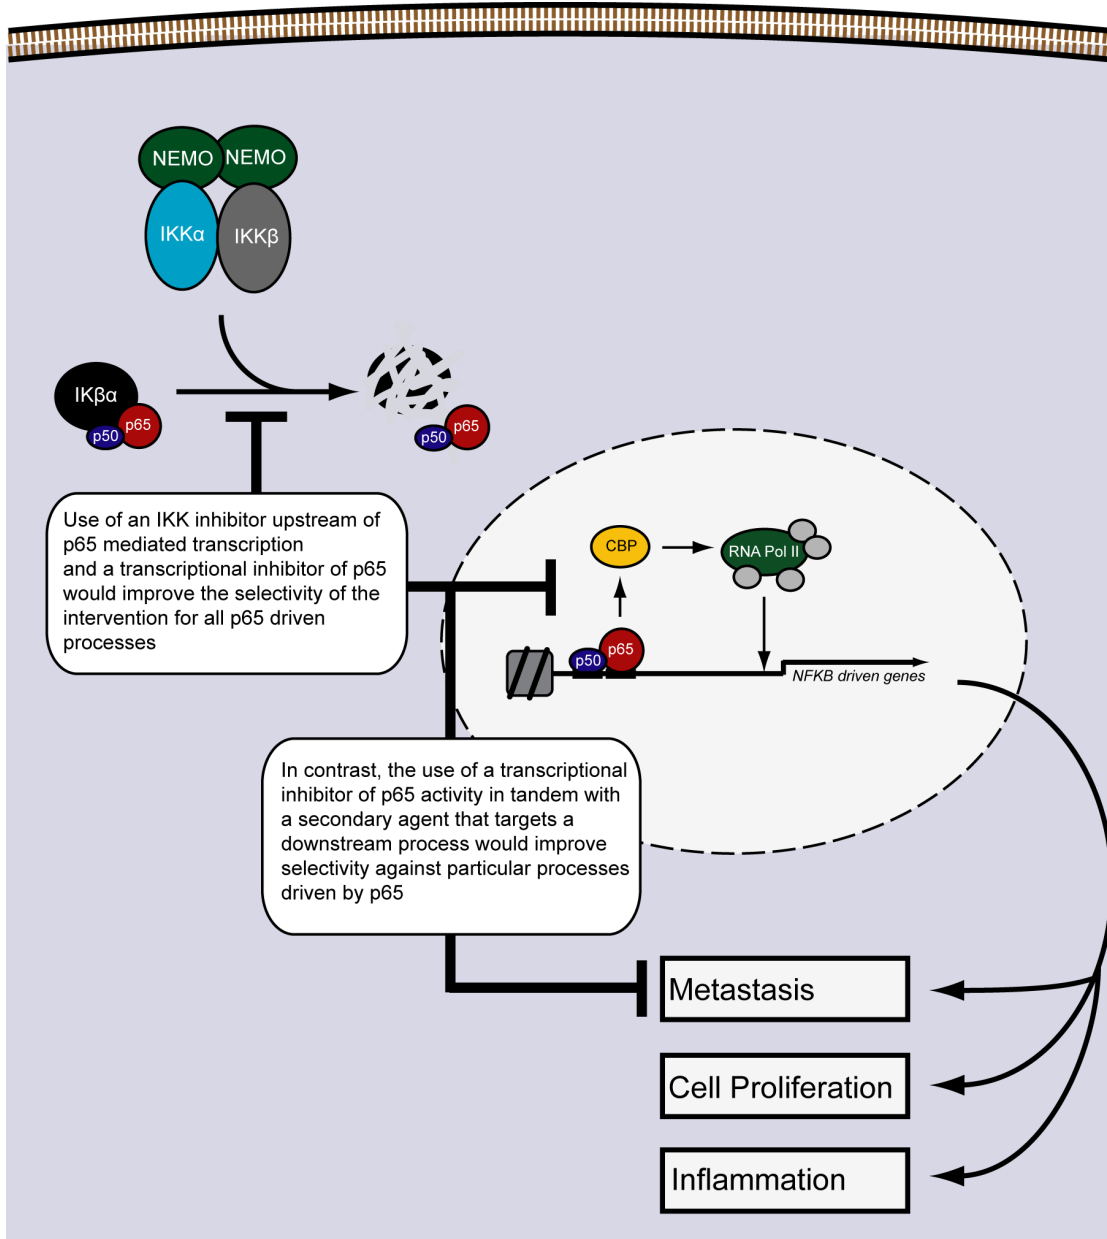 NEMO NEMO
IKKα IKKβ
IKβα
p65
p50
p65
p50
Use of an IKK inhibitor upstream of
p65 mediated transcription
and a transcriptional inhibitor of p65
would improve the selectivity of the
intervention for all p65 driven
processes
CBP
RNA Pol II
p65
p50
NFKB driven genes
In contrast, the use of a transcriptional
inhibitor of p65 activity in tandem with
a secondary agent that targets a
downstream process would improve
selectivity against particular processes
driven by p65
Metastasis
Cell Proliferation
Inflammation